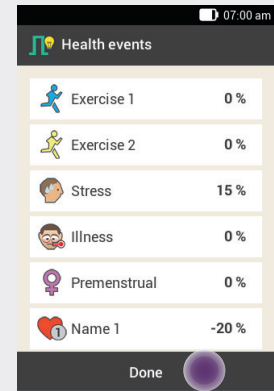 07:00 am
Health events
Exercise 1 0 %
Exercise 2 0 %
Stress 15 %
Illness 0 %
Premenstrual 0 %
1 Name 1 -20 %
Done